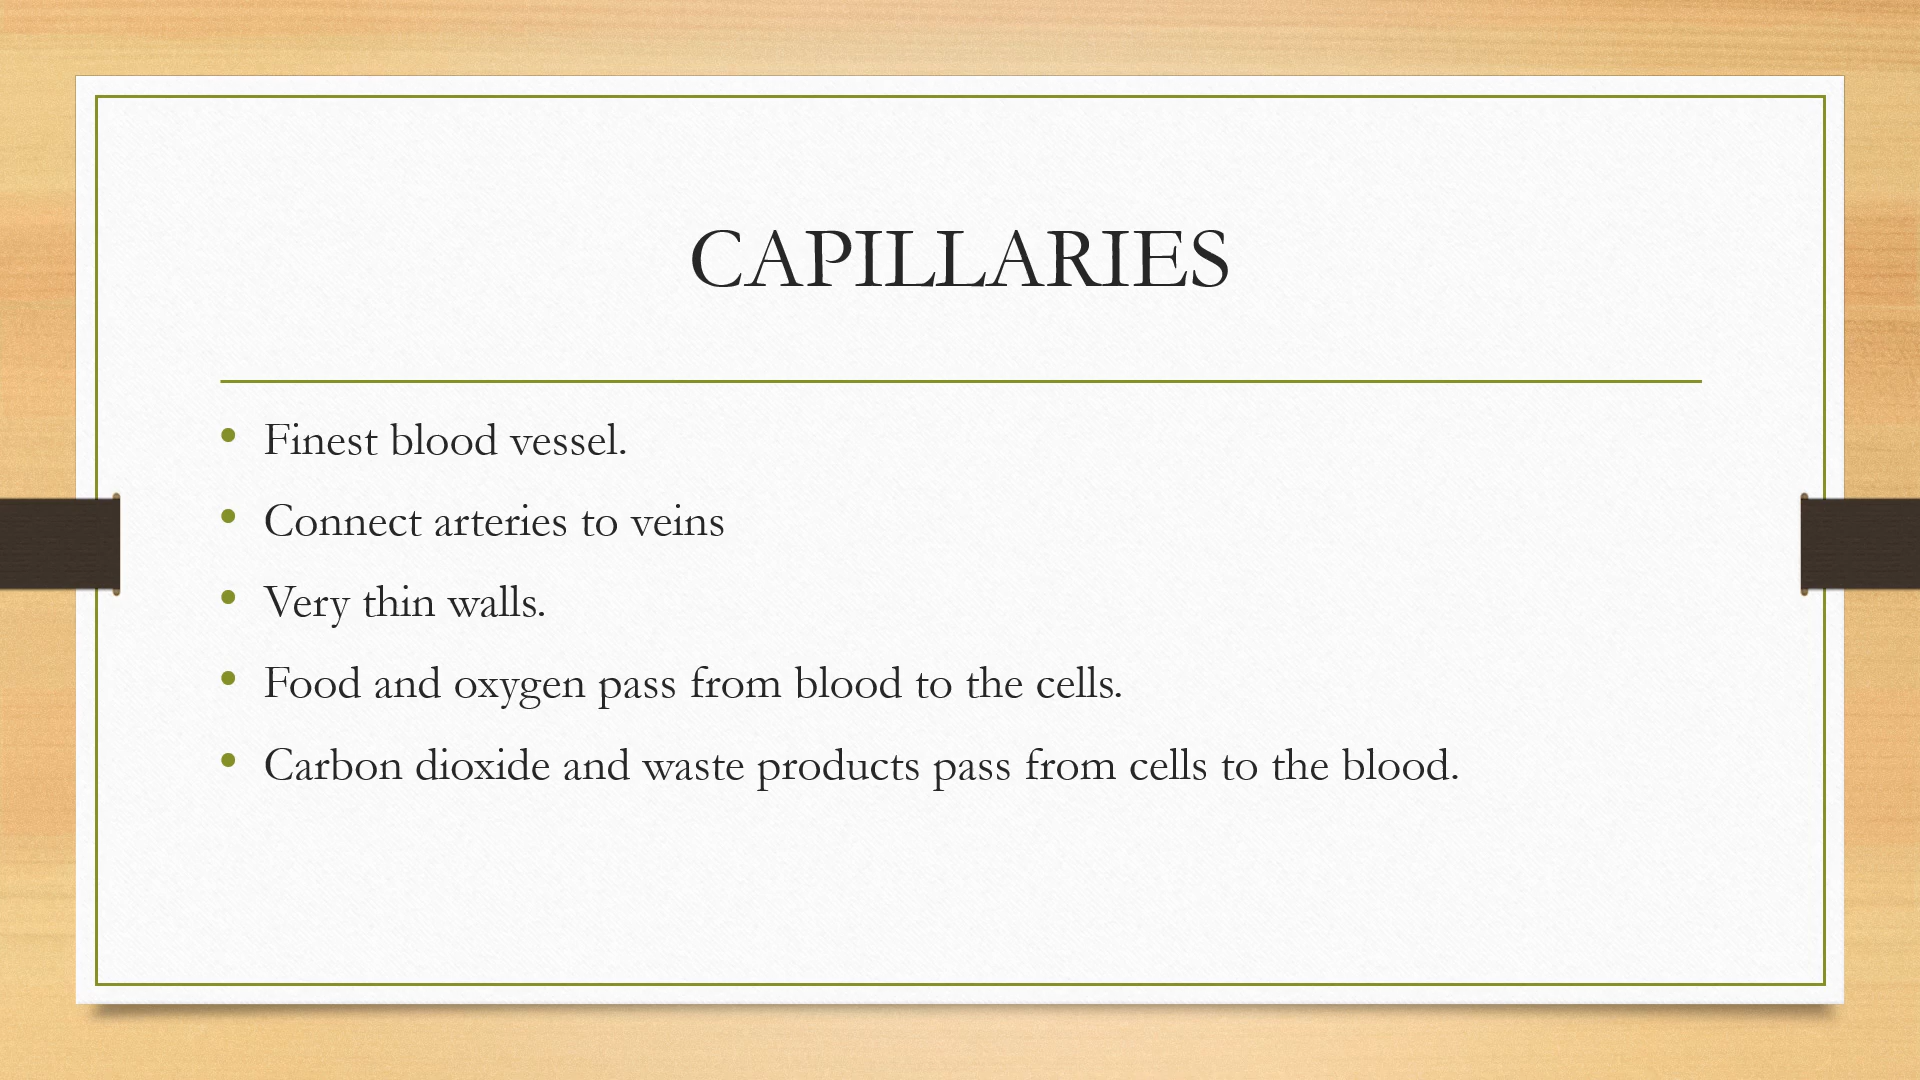 CAPILLARIES
• Finest blood vessel.
• Connect arteries to veins
• Very thin walls.
• Food and oxygen pass from blood to the cells.
• Carbon dioxide and waste products pass from cells to the blood.